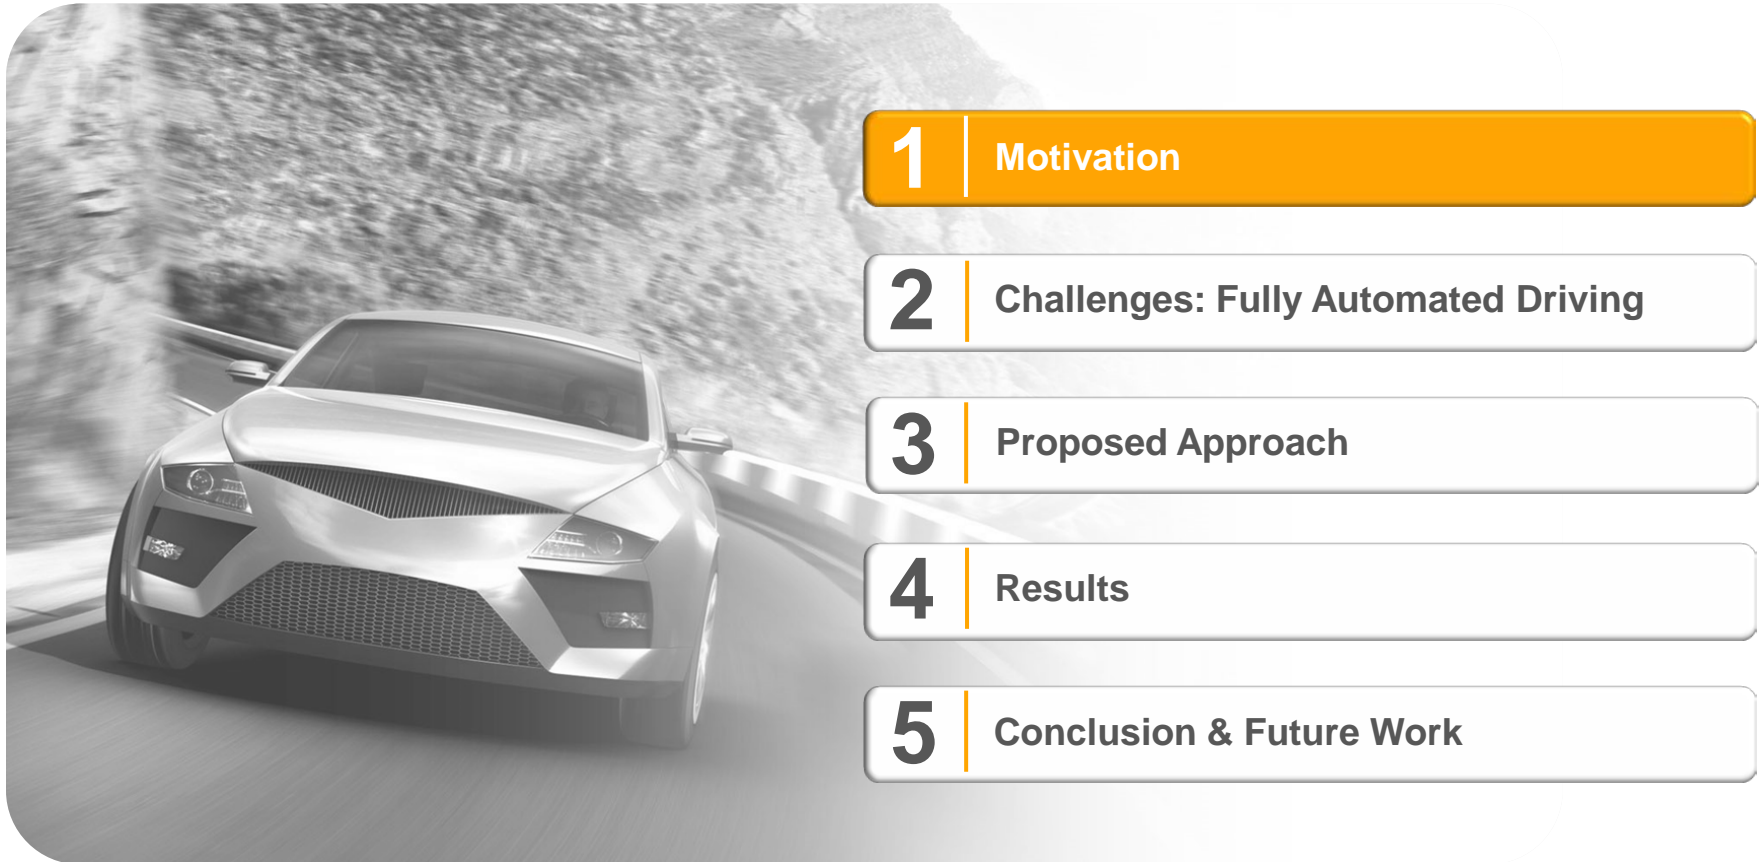 1 Motivation
2 Challenges: Fully Automated Driving
3 Proposed Approach
4 Results
5 Conclusion & Future Work